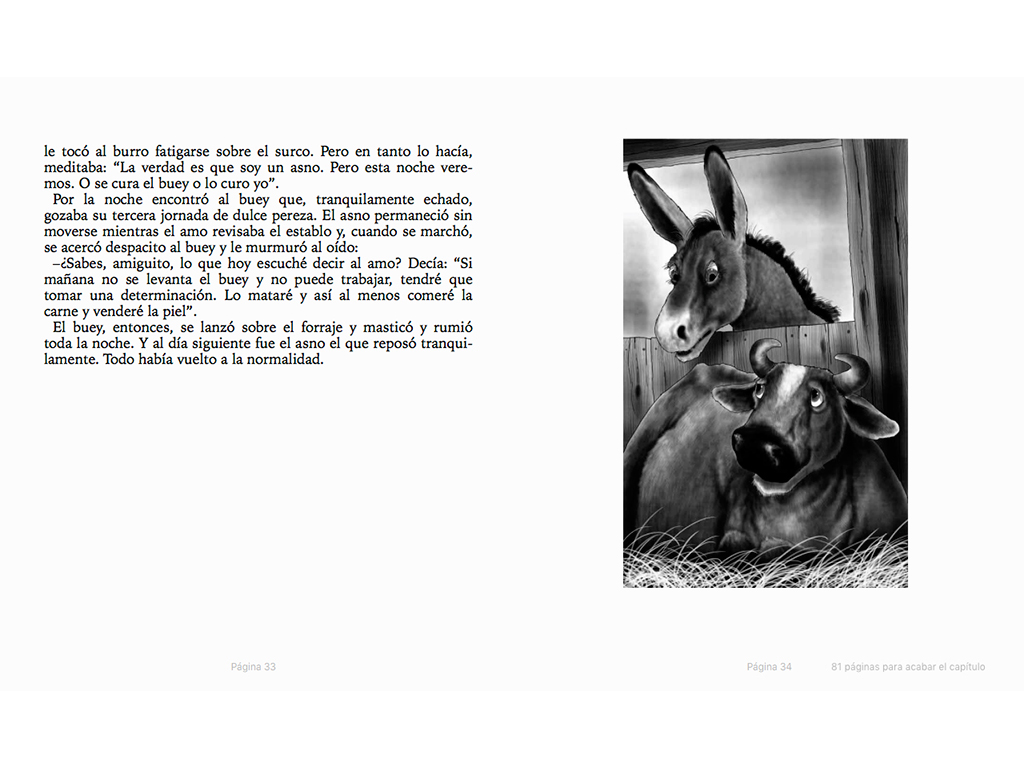 le tocó al burro fatigarse sobre el surco. Pero en tanto lo hacía,
meditaba: “La verdad es que soy un asno. Pero esta noche vere-
mos. O se cura el buey o lo curo yo”.
Por la noche encontró al buey que, tranquilamente echado,
gozaba su tercera jornada de dulce pereza. El asno permaneció sin
moverse mientras el amo revisaba el establo y, cuando se marchó,
se acercó despacito al buey y le murmuró al oído:
–¿Sabes, amiguito, lo que hoy escuché decir al amo? Decía: “Si
mañana no se levanta el buey y no puede trabajar, tendré que
tomar una determinación. Lo mataré y así al menos comeré la
carne y venderé la piel”.
El buey, entonces, se lanzó sobre el forraje y masticó y rumió
toda la noche. Y al día siguiente fue el asno el que reposó tranqui-
lamente. Todo había vuelto a la normalidad.
Página 33
Página 34
81 páginas para acabar el capítulo